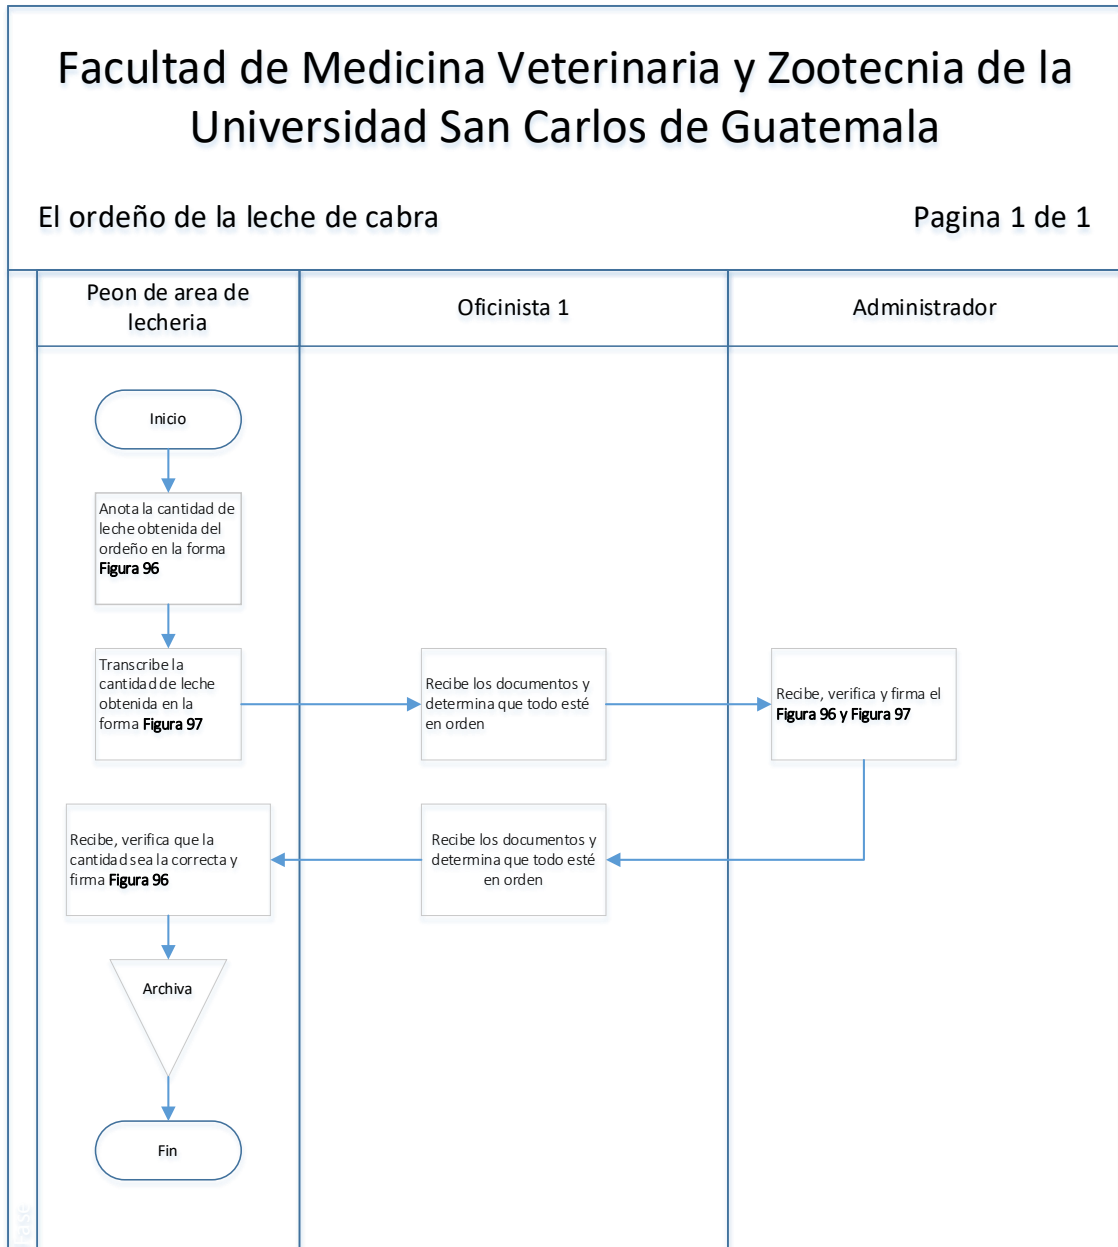 Facultad de Medicina Veterinaria y Zootecnia de la
Universidad San Carlos de Guatemala
El ordeño de la leche de cabra
Pagina 1 de 1
Peon de area de
lecheria
Oficinista 1
Administrador
Inicio
Anota la cantidad de
leche obtenida del
ordeño en la forma
Figura 96
Transcribe la
cantidad de leche
obtenida en la
forma Figura 97
Recibe los documentos y
determina que todo esté
en orden
Recibe, verifica y firma el
Figura 96 y Figura 97
Recibe, verifica que la
cantidad sea la correcta y
firma Figura 96
Recibe los documentos y
determina que todo esté
en orden
Archiva
Fin
Fase